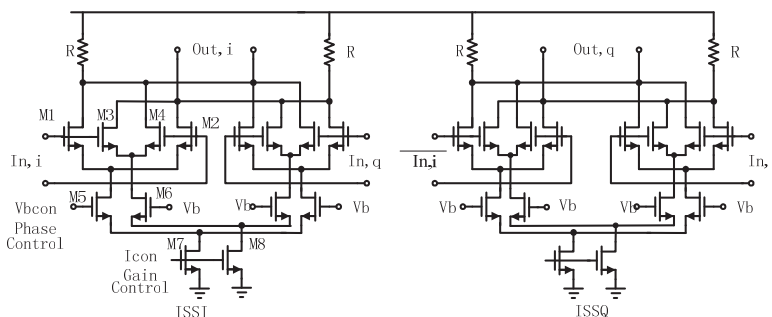 R
Out,i
R
R
Out,q
R
M1
M3
M4
M2
In,i
In,q
In,i
In,
M5
M6
Vbcon
Vb
Vb
Vb
Vb
Vb
Vb
Phase
Control
M7
M8
Icon
Gain
Control
ISSI
ISSQ